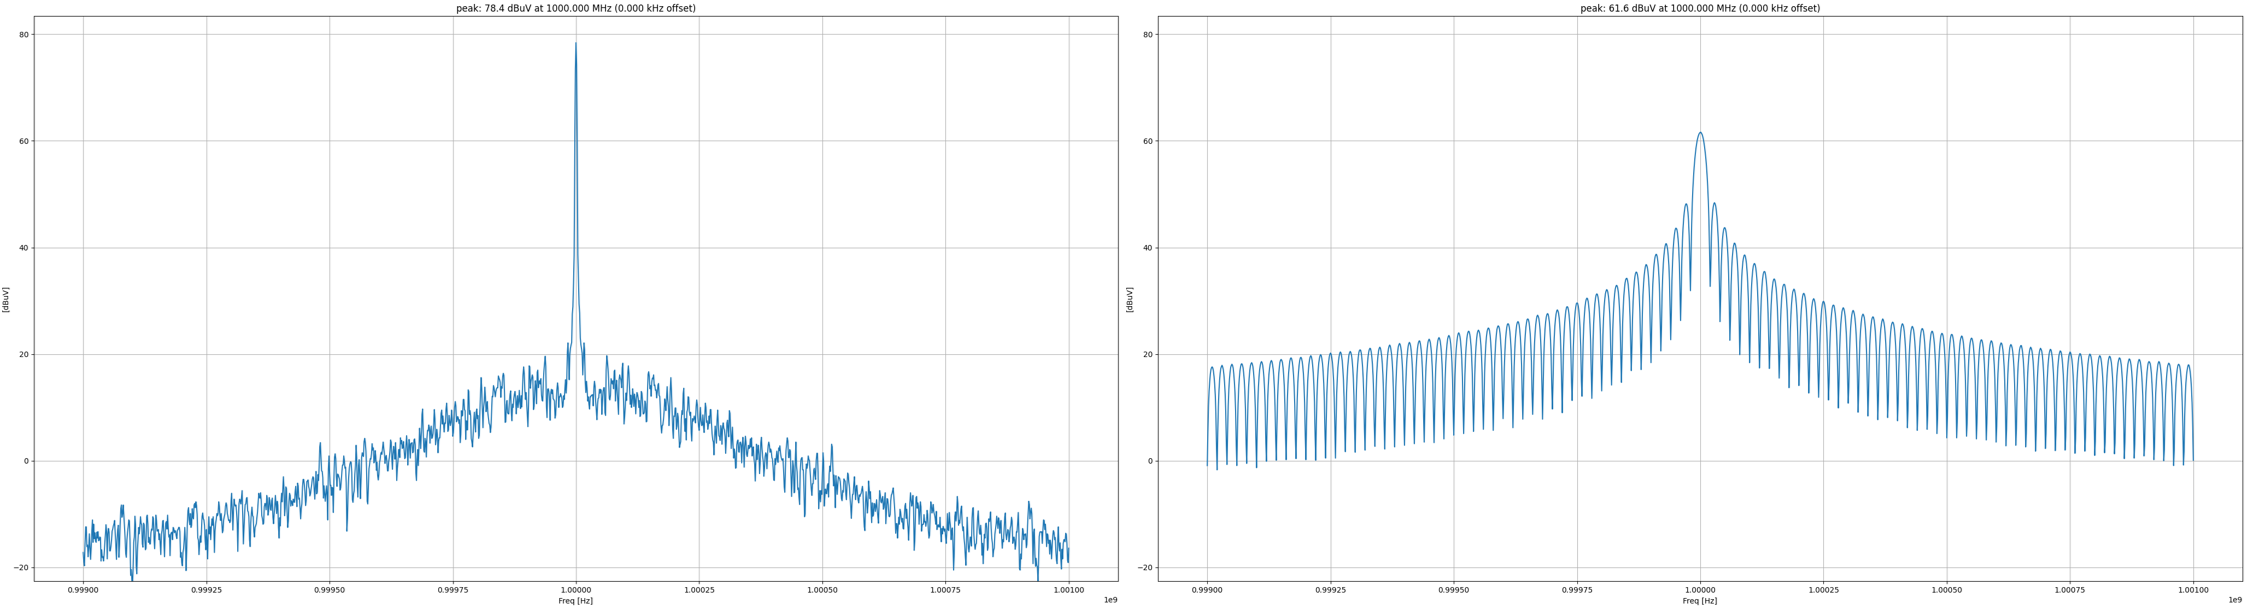 peak: 78.4 dBuV at 1000.000 MHz (0.000 kHz offset)
80
60
40
20
0
−20
[dBuV]
0.99900 0.99925 0.99950 0.99975 1.00000 1.00025 1.00050 1.00075 1.00100
Freq [Hz]
1e9
peak: 61.6 dBuV at 1000.000 MHz (0.000 kHz offset)
80
60
40
20
0
−20
[dBuV]
0.99900 0.99925 0.99950 0.99975 1.00000 1.00025 1.00050 1.00075 1.00100
Freq [Hz]
1e9